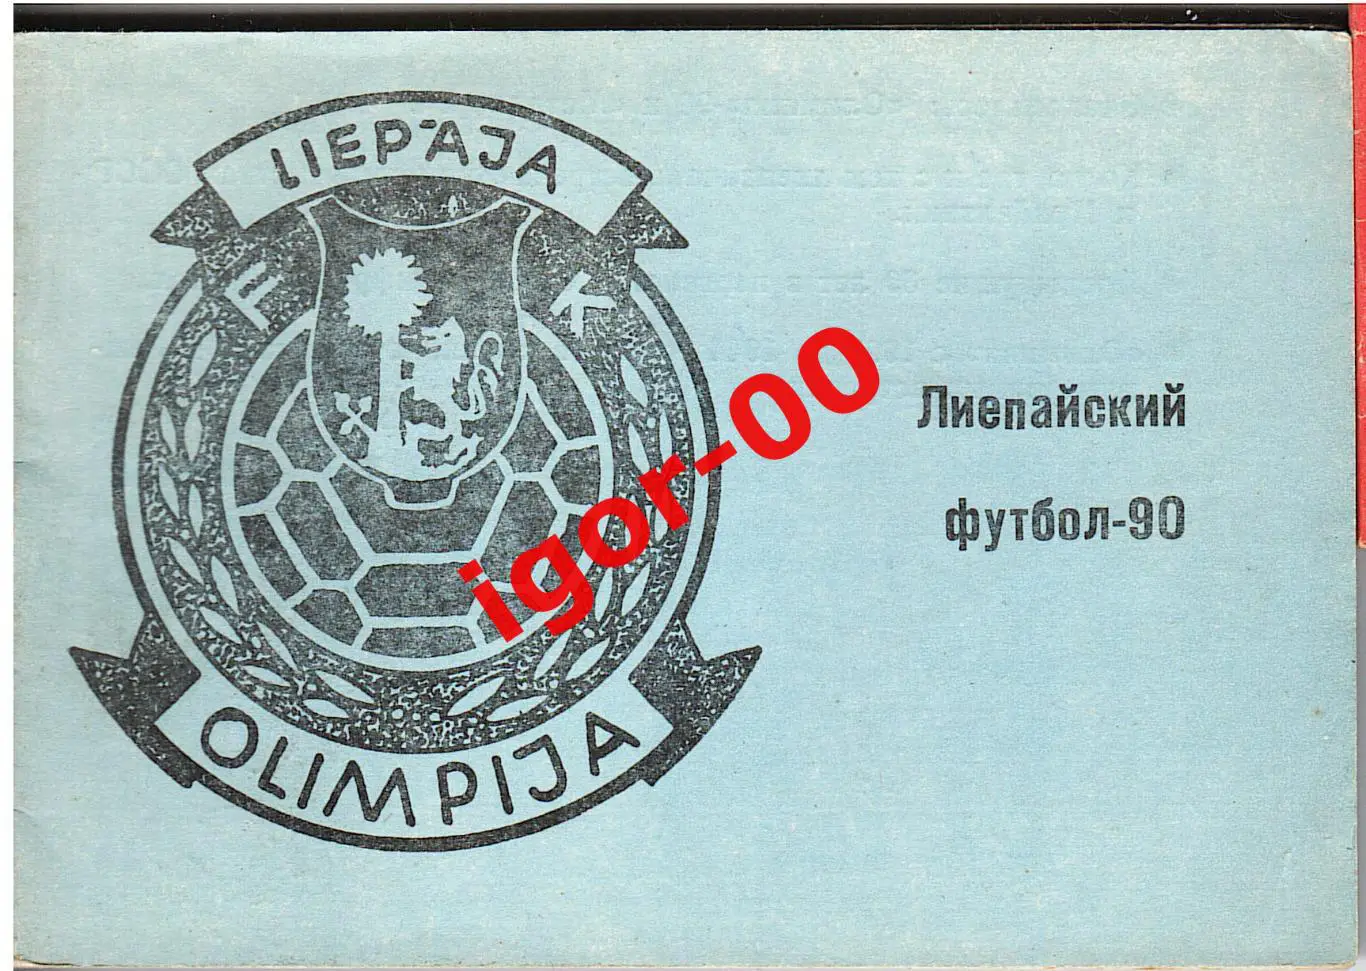 LIEPĀJA
F K
OLIMPIJA
Лиепайский
футбол-90
igor-00